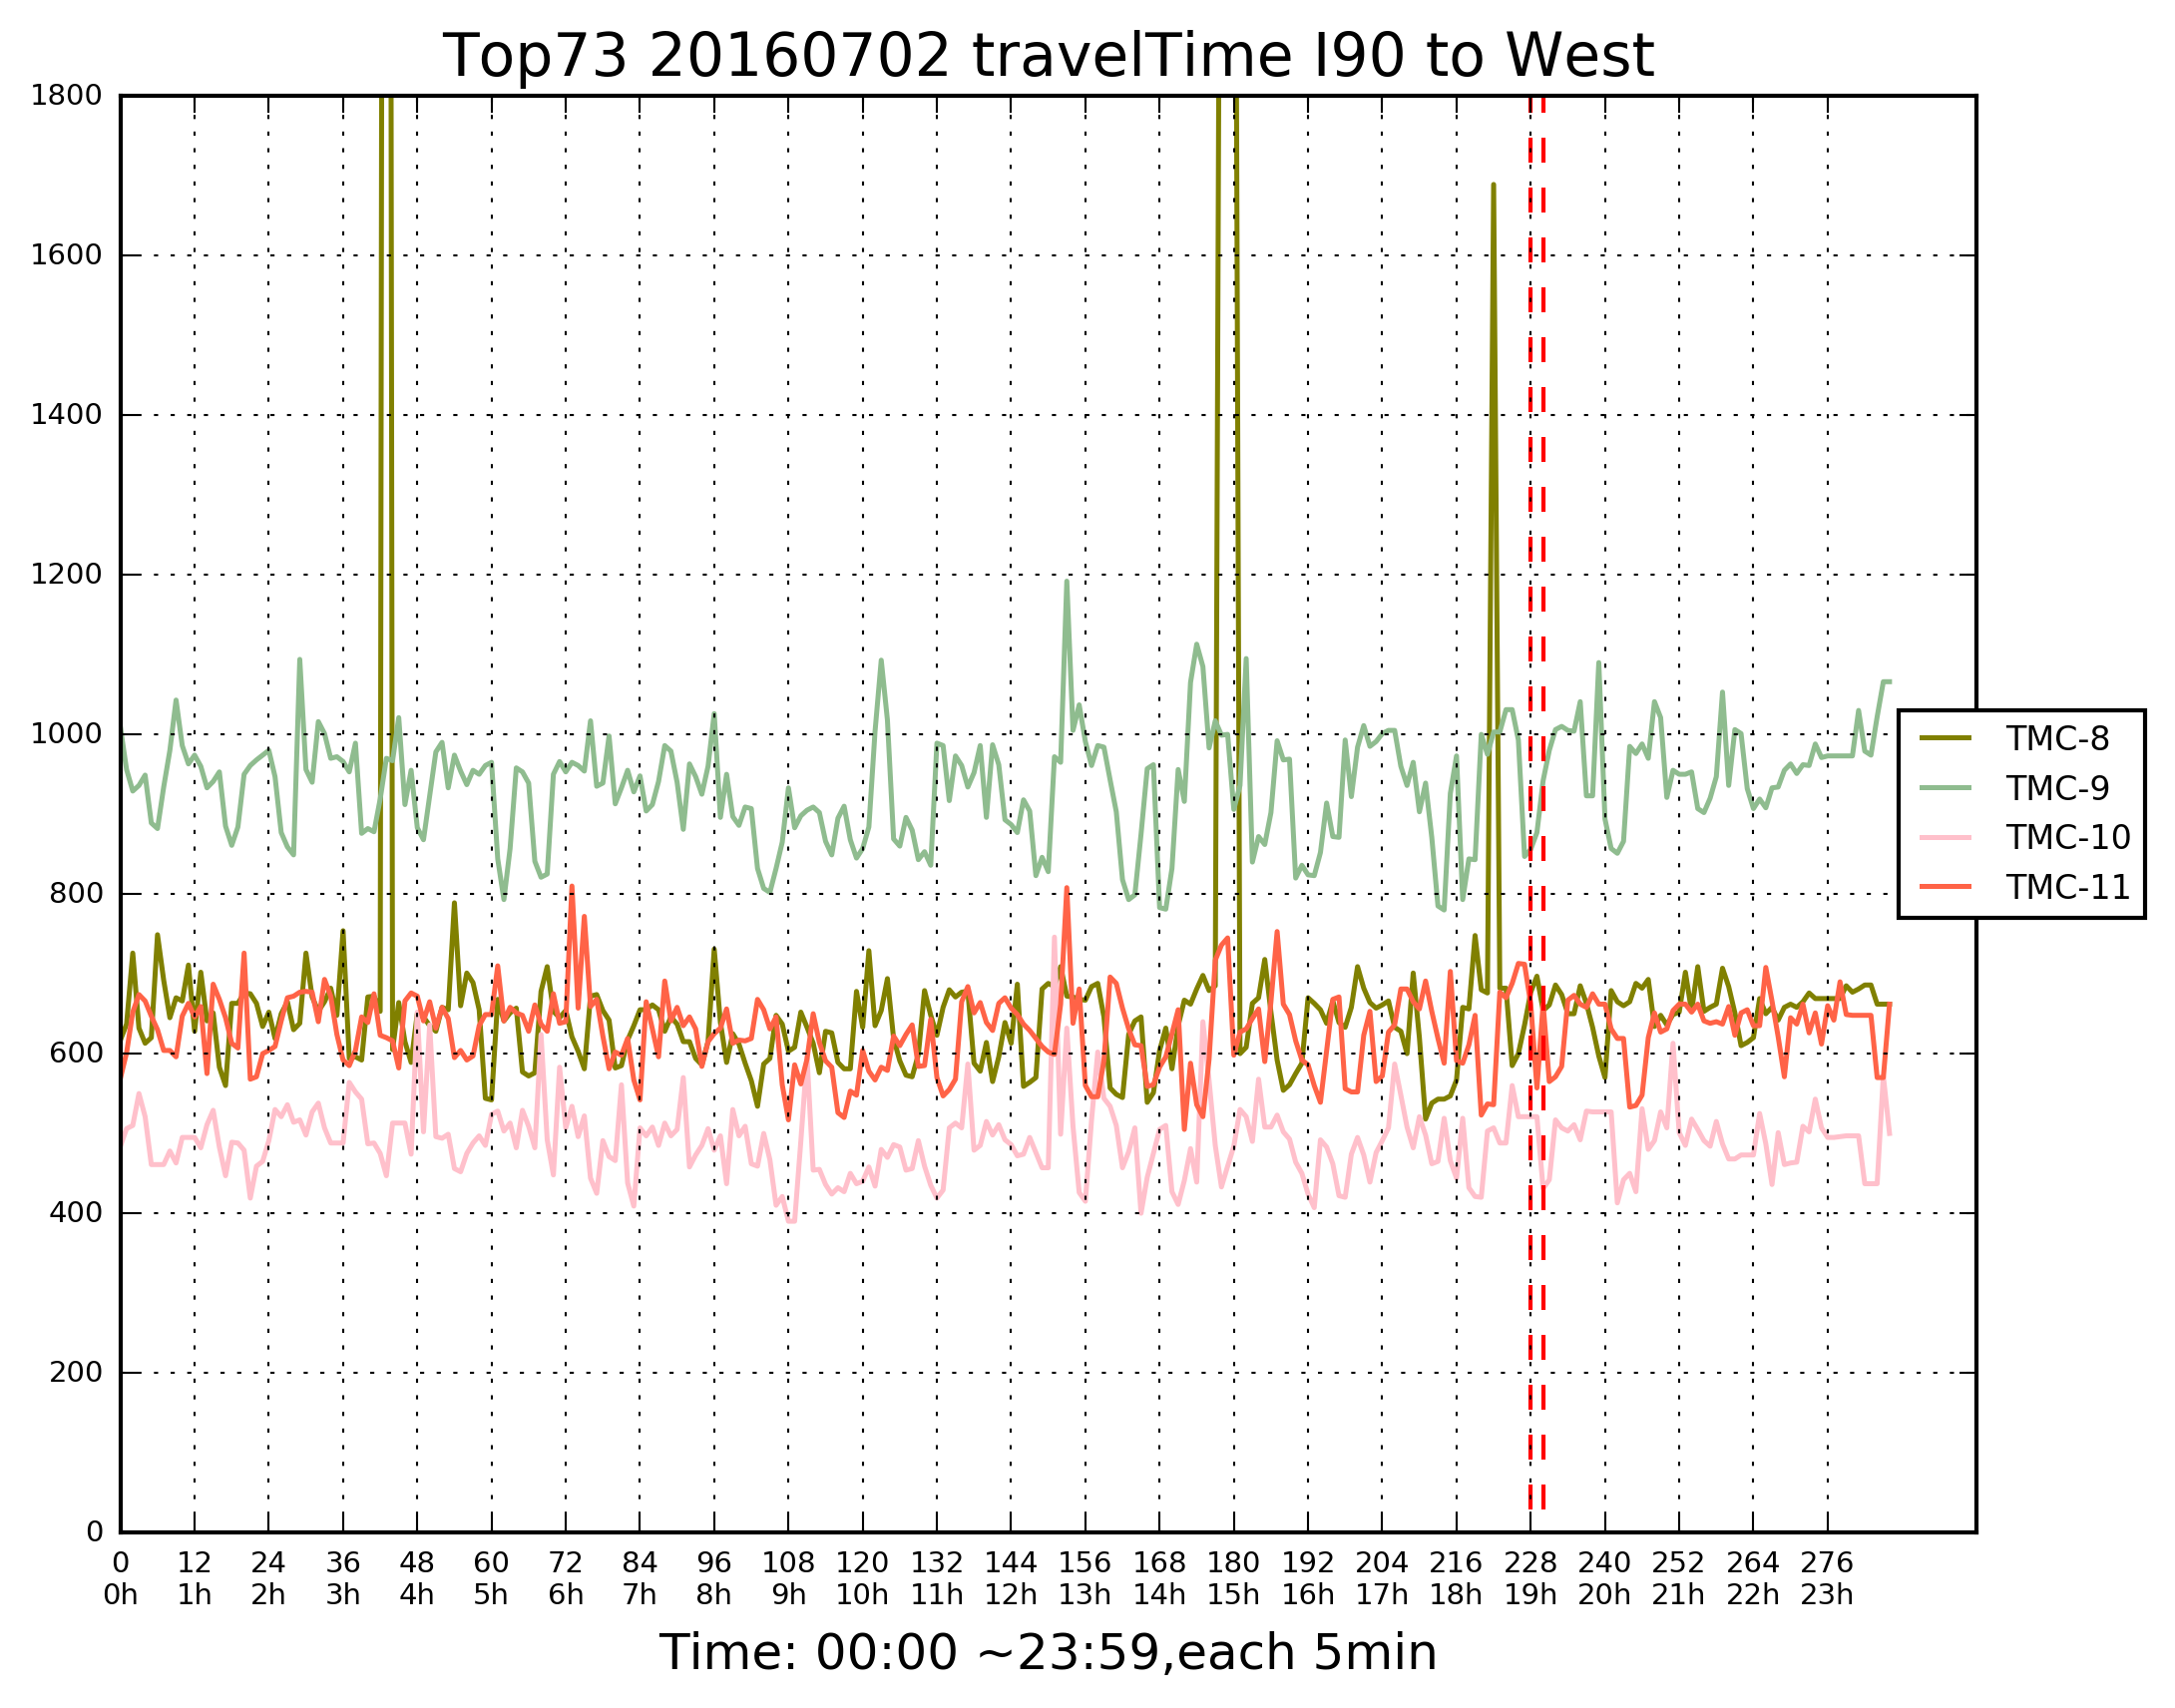 Top73 20160702 travelTime I90 to West
1800
1600
1400
1200
1000
800
600
400
200
0
0 12 24 36 48 60 72 84 96 108 120 132 144 156 168 180 192 204 216 228 240 252 264 276
0h 1h 2h 3h 4h 5h 6h 7h 8h 9h 10h 11h 12h 13h 14h 15h 16h 17h 18h 19h 20h 21h 22h 23h
Time: 00:00 ~23:59,each 5min
TMC-8
TMC-9
TMC-10
TMC-11